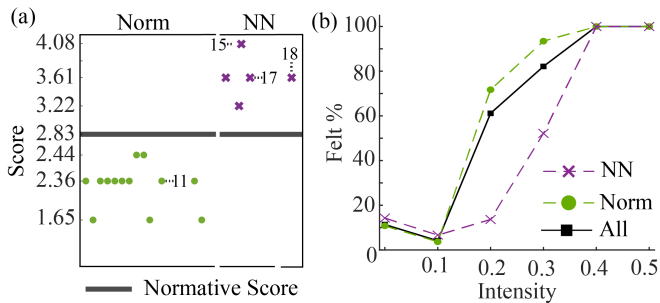 (a) Norm NN
4.08
3.61
3.22
2.83
2.44
2.36
1.65
Score
15
18
17
11
Normative Score
(b)
100
80
60
40
20
0
Felt %
NN
Norm
All
0.1 0.2 0.3 0.4 0.5
Intensity